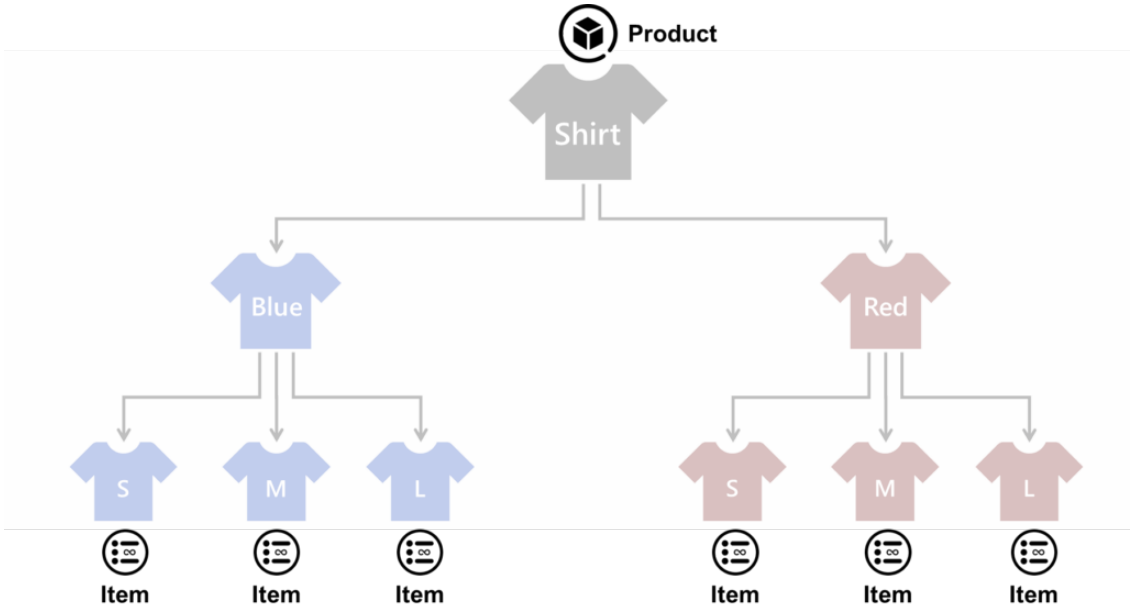 Product
Shirt
Blue
Red
S
M
L
S
M
L
Item
Item
Item
Item
Item
Item